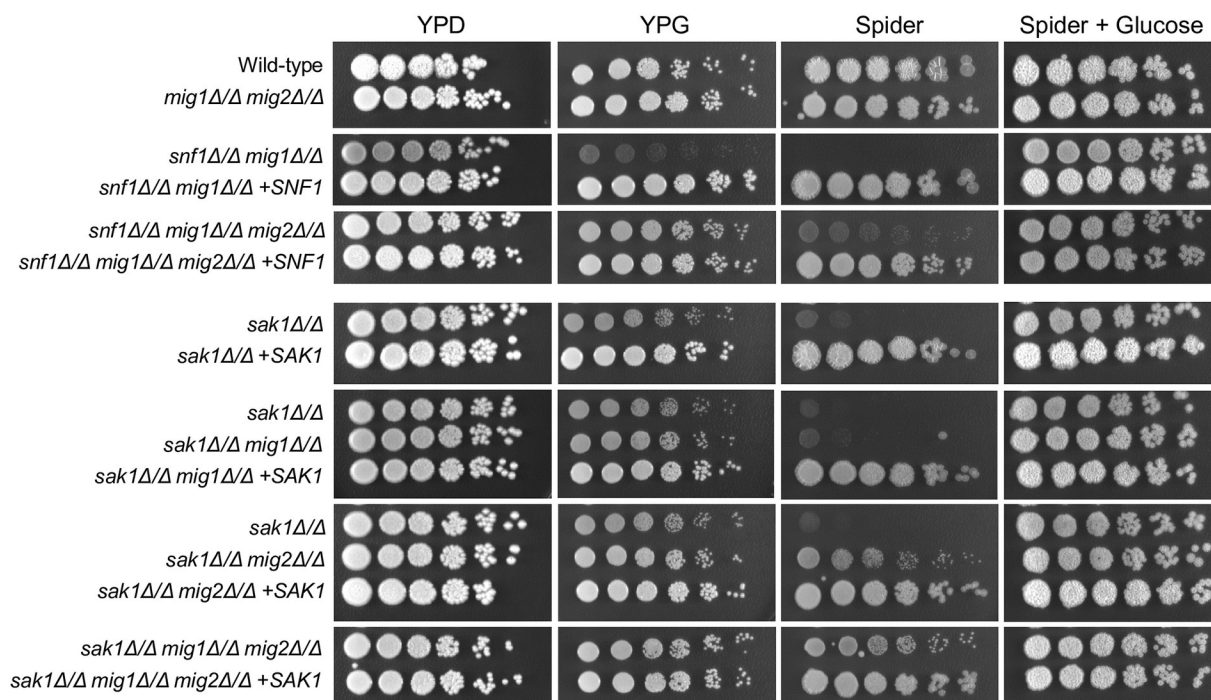 YPD YPG Spider Spider + Glucose
Wild-type
mig1Δ/Δ mig2Δ/Δ
snf1Δ/Δ mig1Δ/Δ
snf1Δ/Δ mig1Δ/Δ +SNF1
snf1Δ/Δ mig1Δ/Δ mig2Δ/Δ
snf1Δ/Δ mig1Δ/Δ mig2Δ/Δ +SNF1
sak1Δ/Δ
sak1Δ/Δ +SAK1
sak1Δ/Δ
sak1Δ/Δ mig1Δ/Δ
sak1Δ/Δ mig1Δ/Δ +SAK1
sak1Δ/Δ
sak1Δ/Δ mig2Δ/Δ
sak1Δ/Δ mig2Δ/Δ +SAK1
sak1Δ/Δ mig1Δ/Δ mig2Δ/Δ
sak1Δ/Δ mig1Δ/Δ mig2Δ/Δ +SAK1